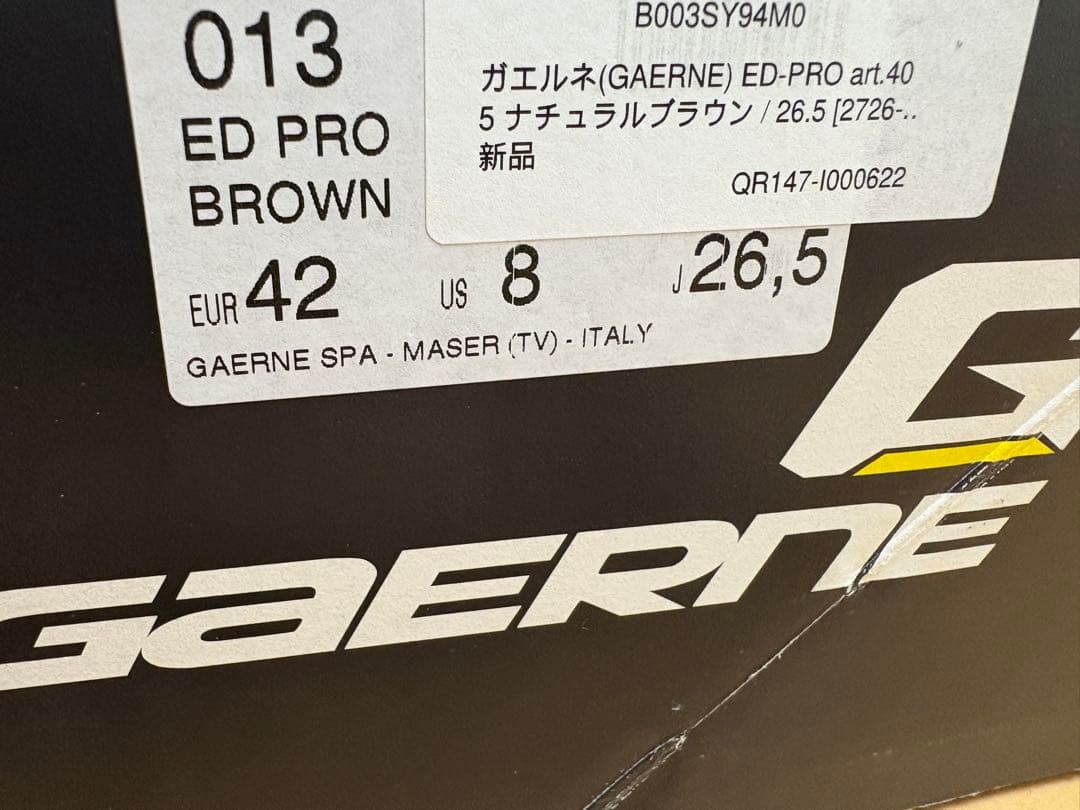 013
ED PRO
BROWN
EUR 42 US 8 J 26,5
GAERNE SPA - MASER (TV) - ITALY
B003SY94M0
ガエルネ(GAERNE) ED-PRO art.40
5 ナチュラルブラウン / 26.5 [2726-..
新品
QR147-I000622
G
GAERNE